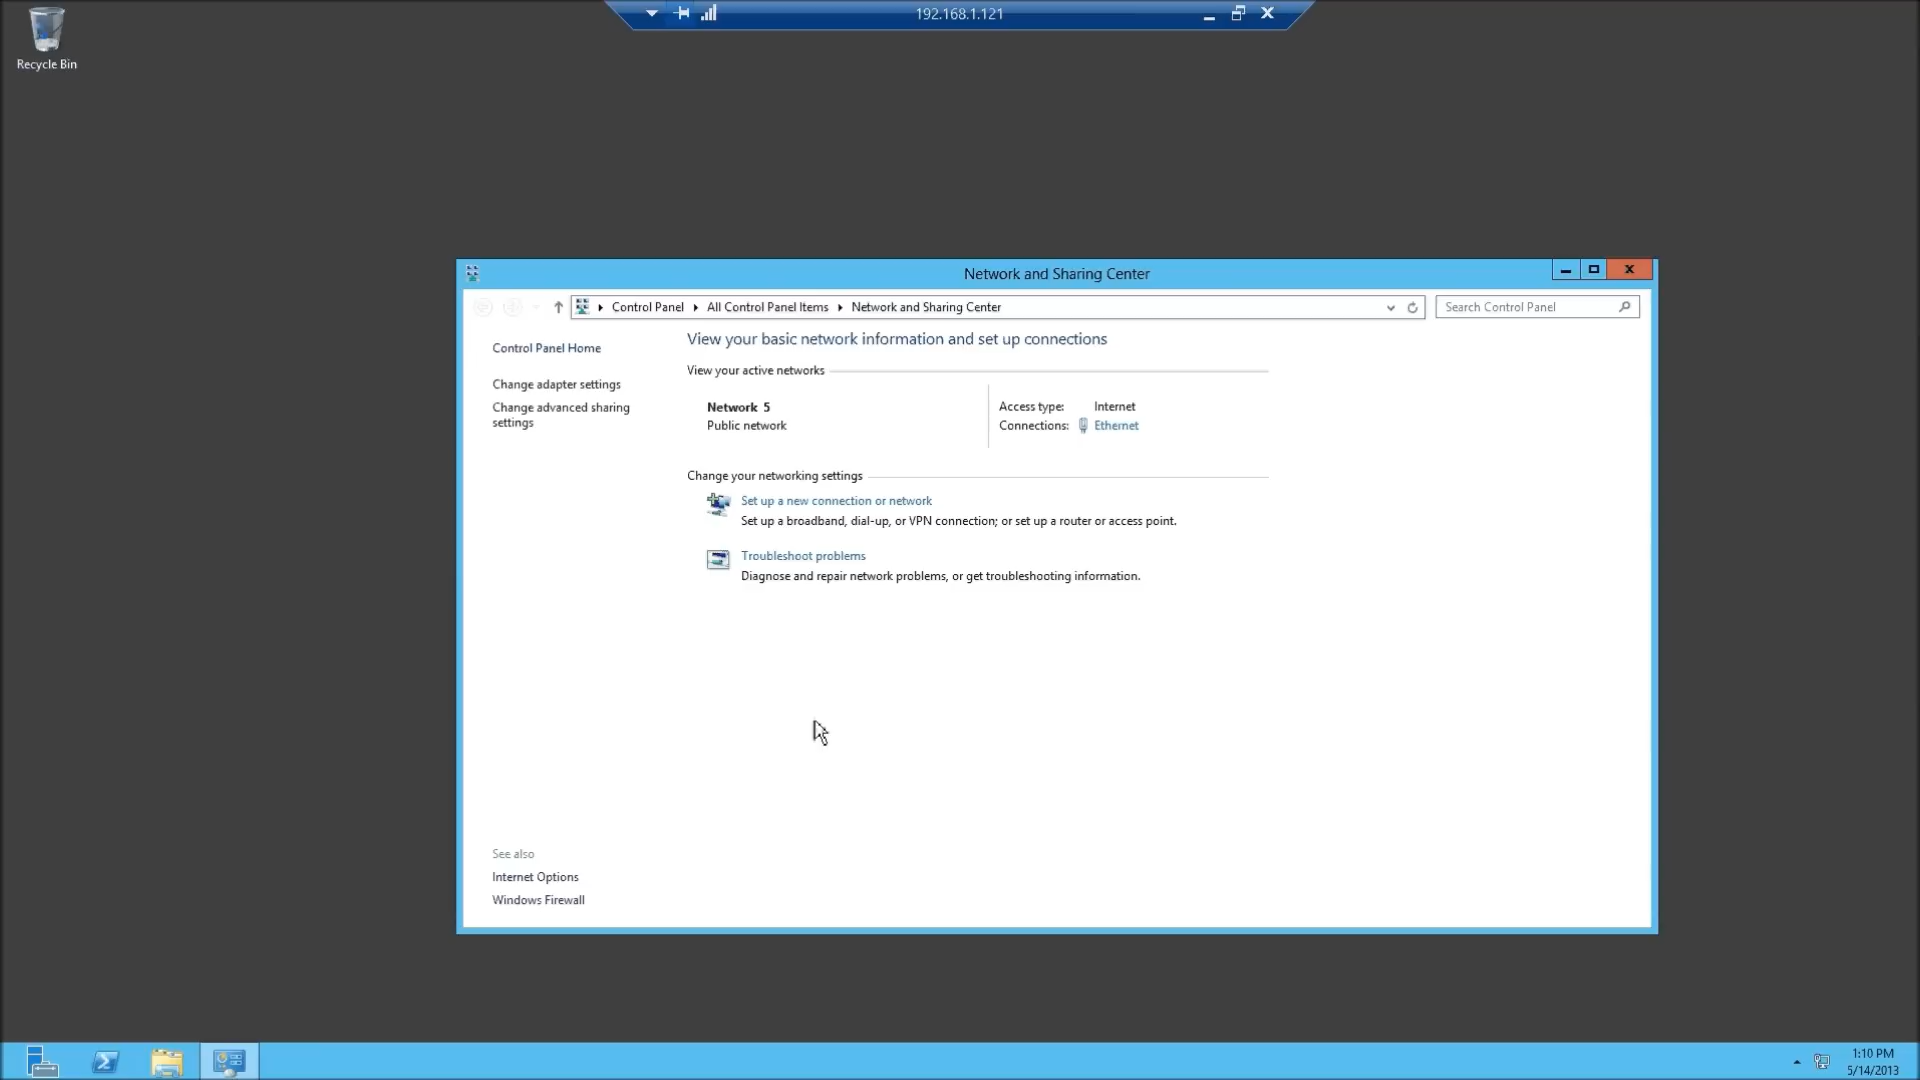 192.168.1.121
Recycle Bin
Network and Sharing Center
Control Panel All Control Panel Items Network and Sharing Center Search Control Panel
Control Panel Home
Change adapter settings
Change advanced sharing
settings
View your basic network information and set up connections
View your active networks
Network 5
Public network
Access type: Internet
Connections: Ethernet
Change your networking settings
Set up a new connection or network
Set up a broadband, dial-up, or VPN connection; or set up a router or access point.
Troubleshoot problems
Diagnose and repair network problems, or get troubleshooting information.
See also
Internet Options
Windows Firewall
1:10 PM
5/14/2013